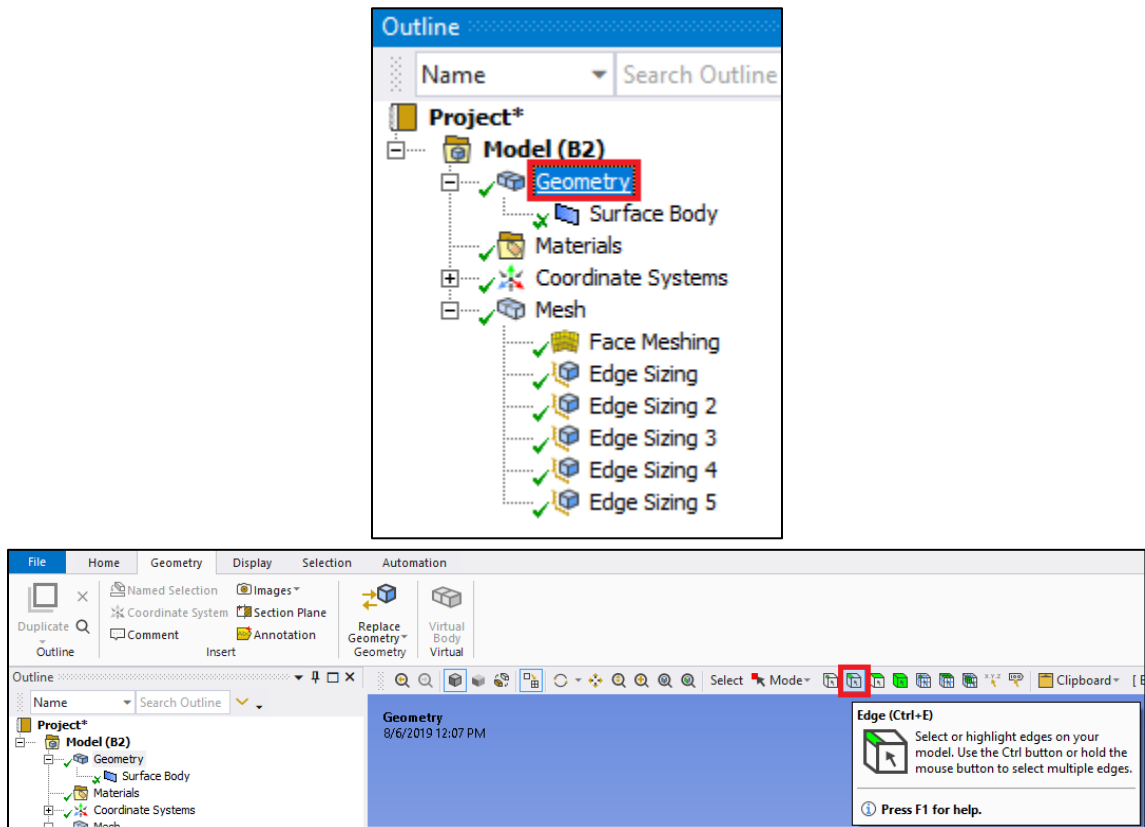 Outline
Name Search Outline
Project*
Model (B2)
Geometry
Surface Body
Materials
Coordinate Systems
Mesh
Face Meshing
Edge Sizing
Edge Sizing 2
Edge Sizing 3
Edge Sizing 4
Edge Sizing 5
File Home Geometry Display Selection Automation
Duplicate
Outline
Named Selection Images
Coordinate System Section Plane
Comment Annotation
Insert
Replace Geometry
Geometry
Virtual Body
Virtual
Outline
Name Search Outline
Project*
Model (B2)
Geometry
Surface Body
Materials
Coordinate Systems
Mesh
Select Mode Clipboard
Geometry
8/6/2019 12:07 PM
Edge (Ctrl+E)
Select or highlight edges on your
model. Use the Ctrl button or hold the
mouse button to select multiple edges.
Press F1 for help.